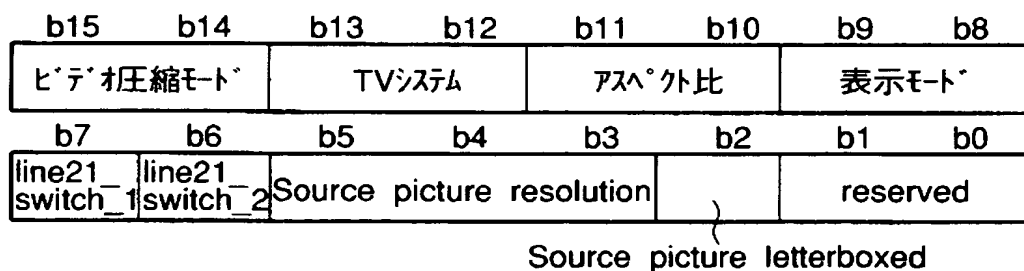 b15 b14 b13 b12 b11 b10 b9 b8
ビデオ圧縮モード TVシステム アスペクト比 表示モード
b7 b6 b5 b4 b3 b2 b1 b0
line21_ line21_ Source picture resolution reserved
switch_1 switch_2
Source picture letterboxed